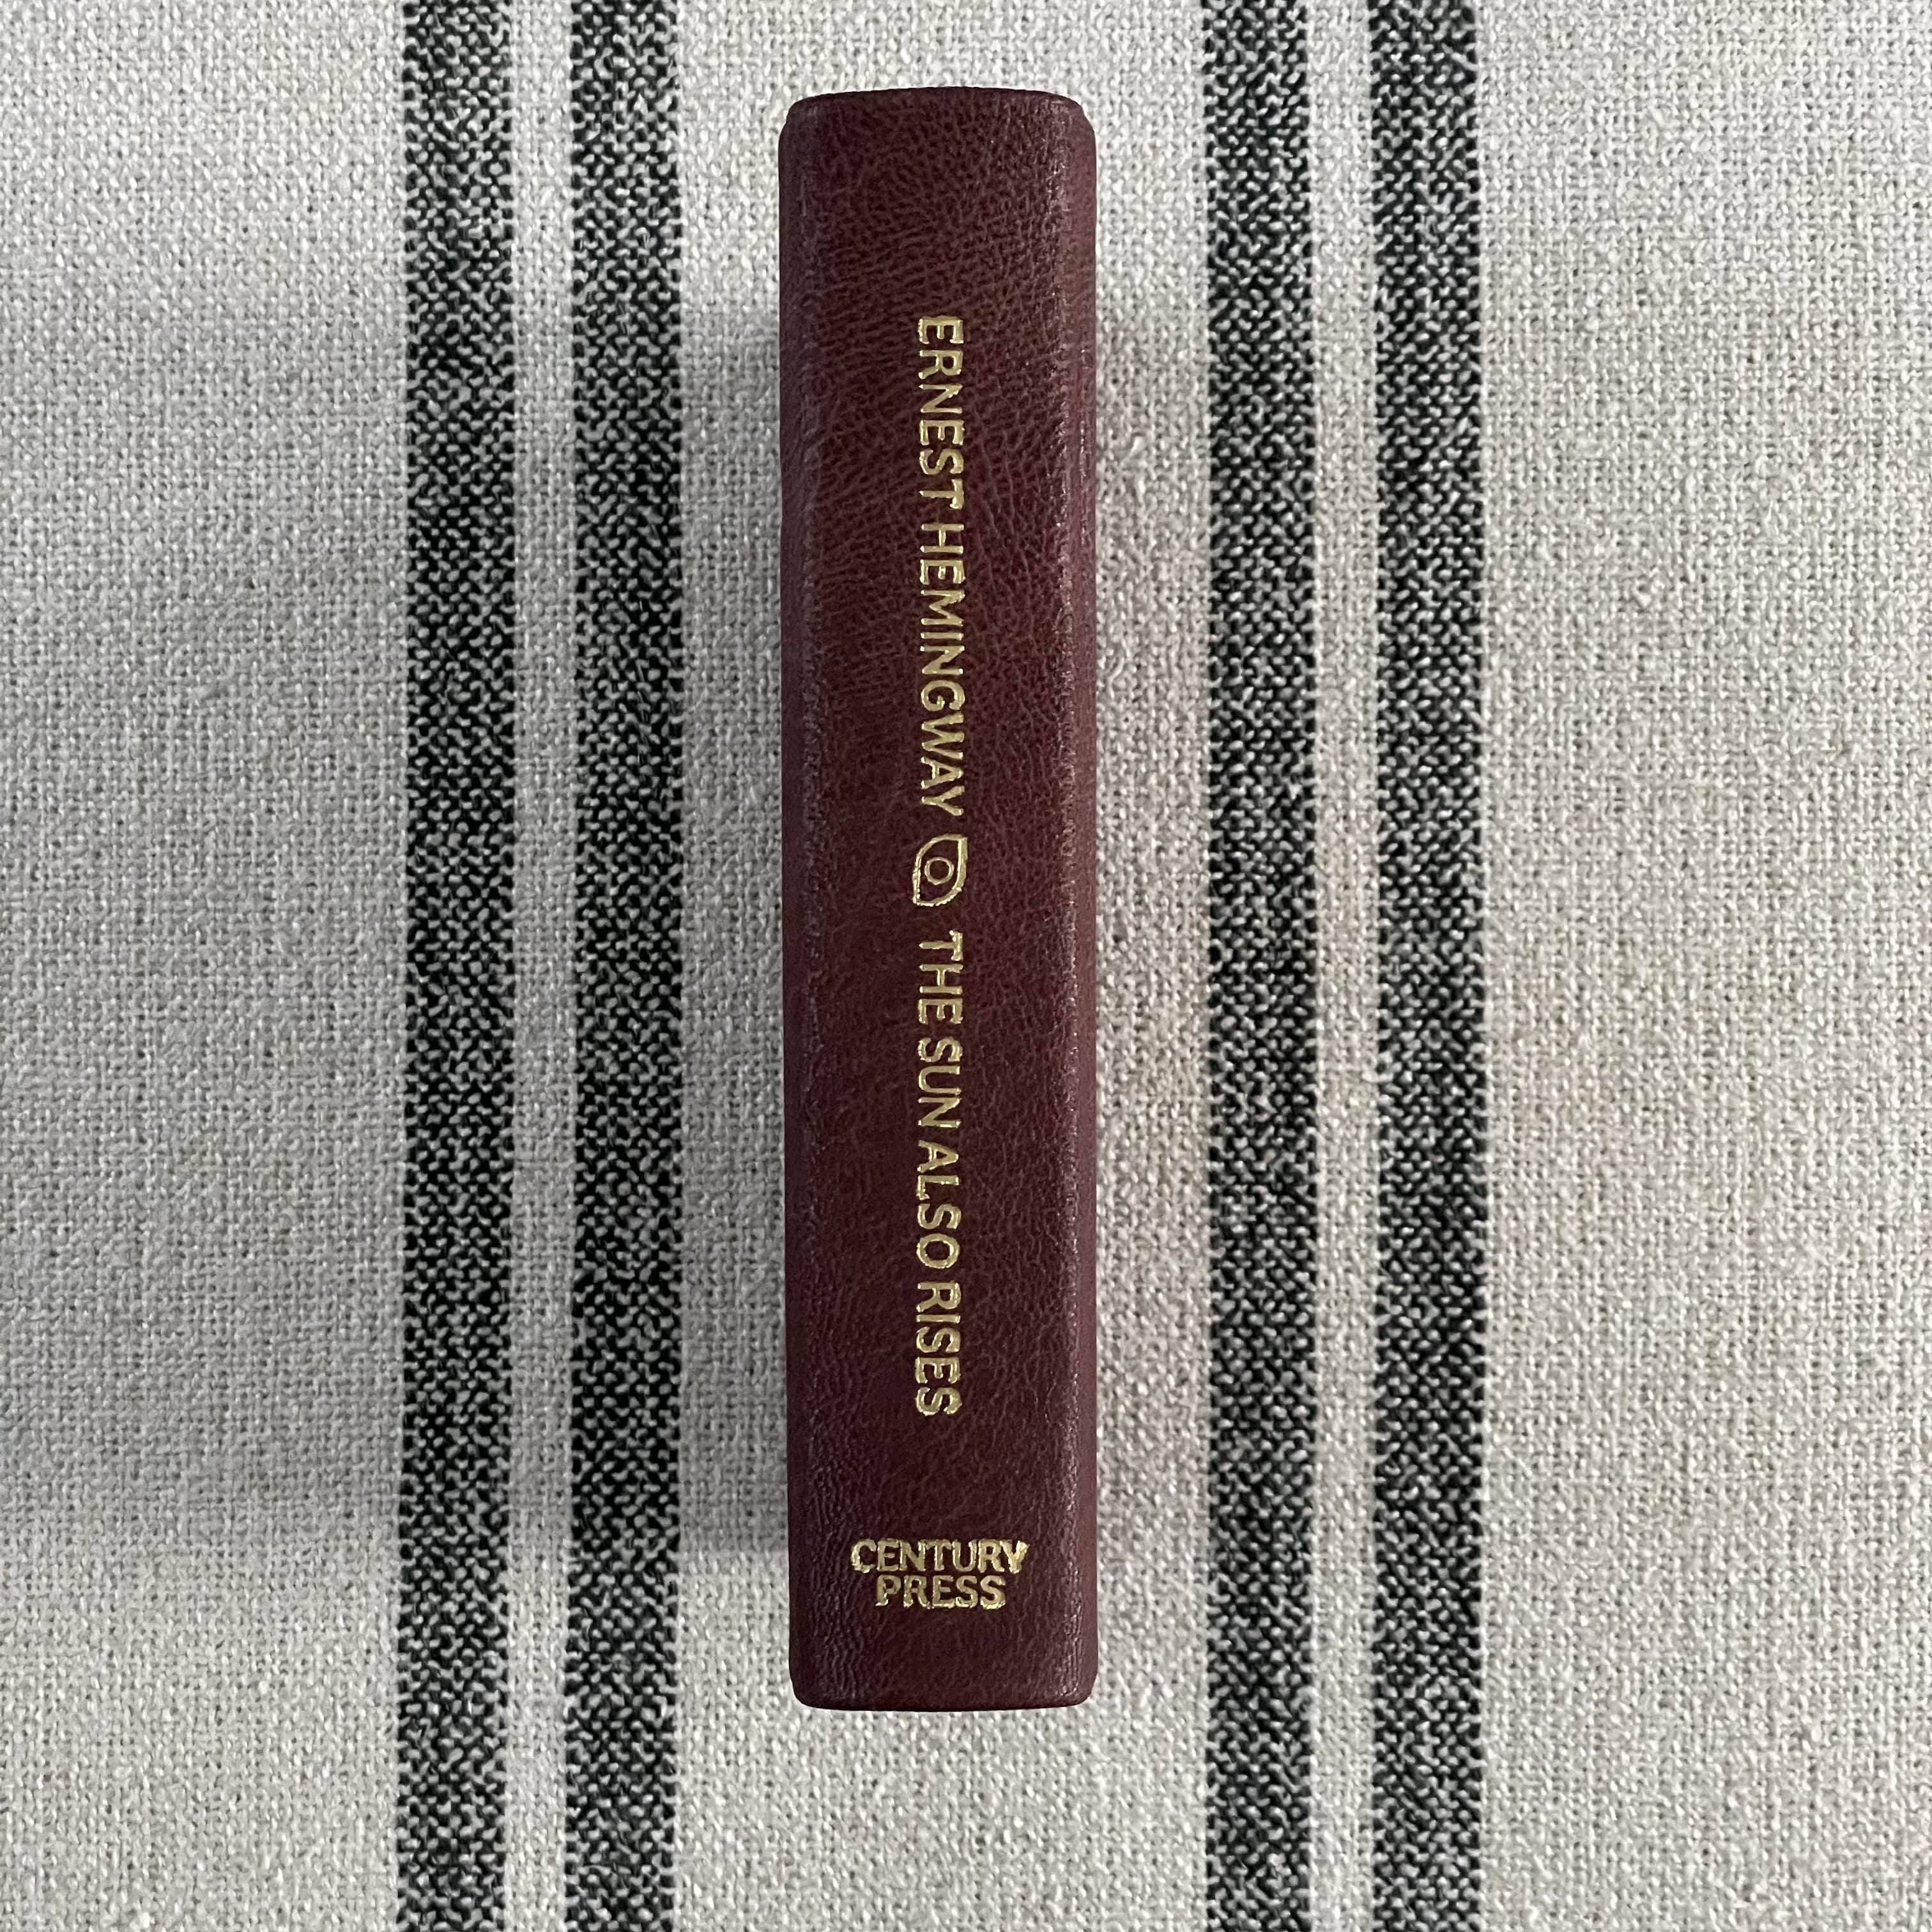 ERNEST HEMINGWAY THE SUN ALSO RISES
CENTURY
PRESS